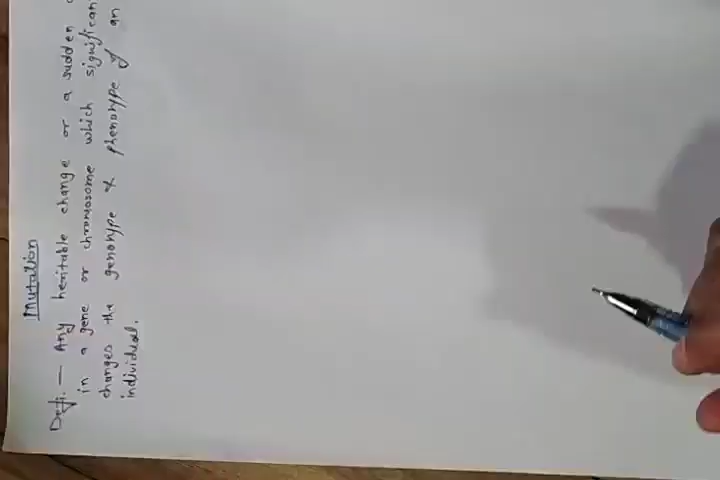 Mutation
Defi. — Any heritable change or a sudden
in a gene or chromosome which significan
changes the genotype & phenotype of an
individual.